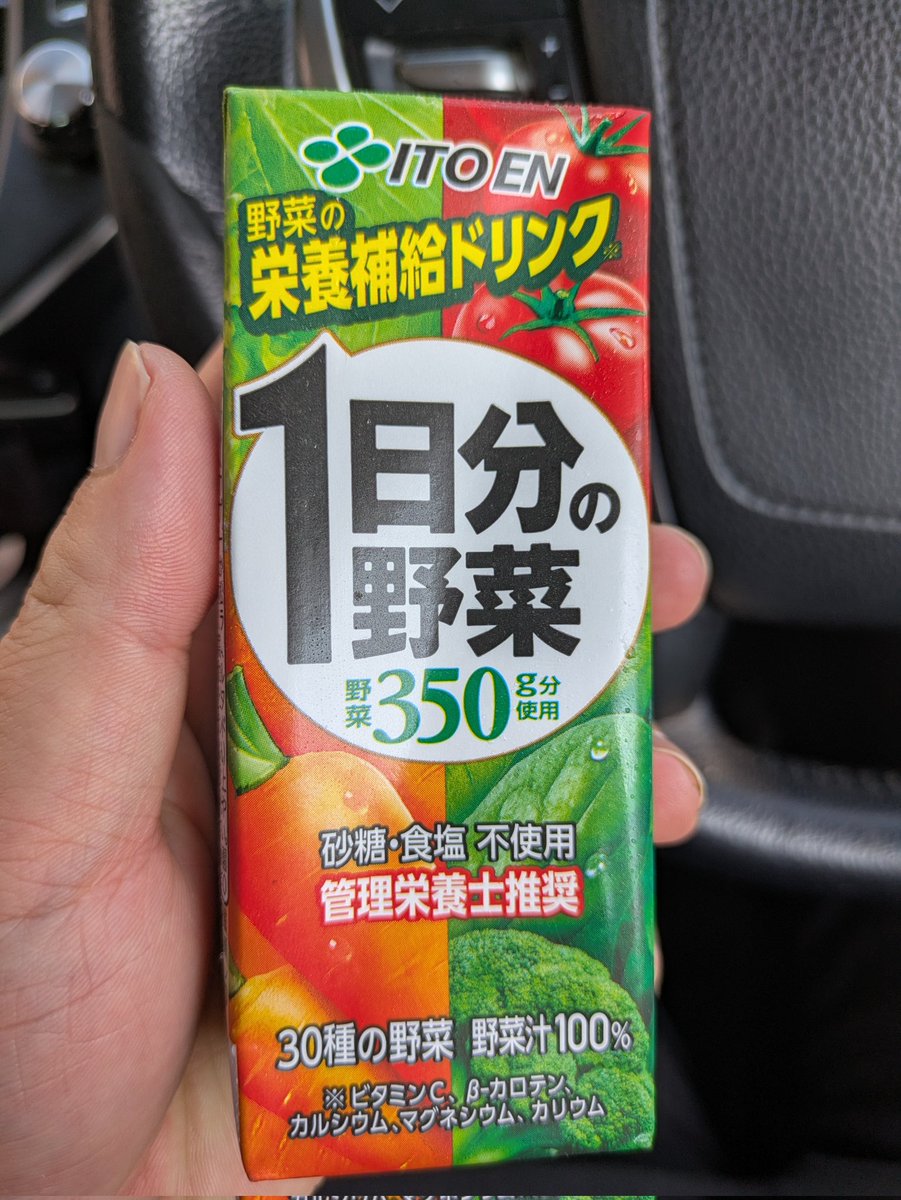 ITO EN
野菜の
栄養補給ドリンク※
1日分の
野菜
野菜350g分使用
砂糖・食塩 不使用
管理栄養士推奨
30種の野菜 野菜汁100%
※ビタミンC、β-カロテン、
カルシウム、マグネシウム、カリウム